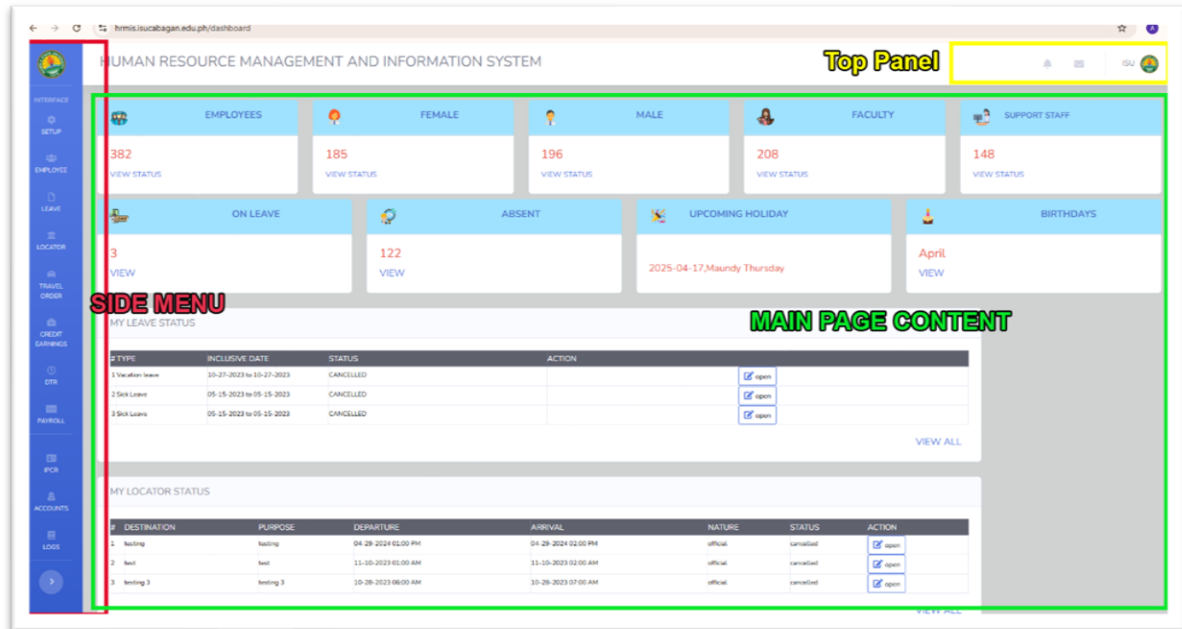 hrmis.isucabagan.edu.ph/dashboard
HUMAN RESOURCE MANAGEMENT AND INFORMATION SYSTEM
Top Panel
ISU
INTERFACE
SETUP
EMPLOYEE
LEAVE
LOCATOR
TRAVEL
ORDER
CREDIT
EARNINGS
DTR
PAYROLL
IPCR
ACCOUNTS
LOGS
SIDE MENU
EMPLOYEES FEMALE MALE FACULTY SUPPORT STAFF
382 185 196 208 148
VIEW STATUS VIEW STATUS VIEW STATUS VIEW STATUS VIEW STATUS
ON LEAVE ABSENT UPCOMING HOLIDAY BIRTHDAYS
3 122 2025-04-17,Maundy Thursday April
VIEW VIEW VIEW
MAIN PAGE CONTENT
MY LEAVE STATUS
# TYPE INCLUSIVE DATE STATUS ACTION
1 Vacation leave 10-27-2023 to 10-27-2023 CANCELLED open
2 Sick Leave 05-15-2023 to 05-15-2023 CANCELLED open
3 Sick Leave 05-15-2023 to 05-15-2023 CANCELLED open
VIEW ALL
MY LOCATOR STATUS
# DESTINATION PURPOSE DEPARTURE ARRIVAL NATURE STATUS ACTION
1 testing testing 04-29-2024 01:00 PM 04-29-2024 02:00 PM official cancelled open
2 test test 11-10-2023 01:00 AM 11-10-2023 02:00 AM official cancelled open
3 testing 3 testing 3 10-28-2023 06:00 AM 10-28-2023 07:00 AM official cancelled open
VIEW ALL